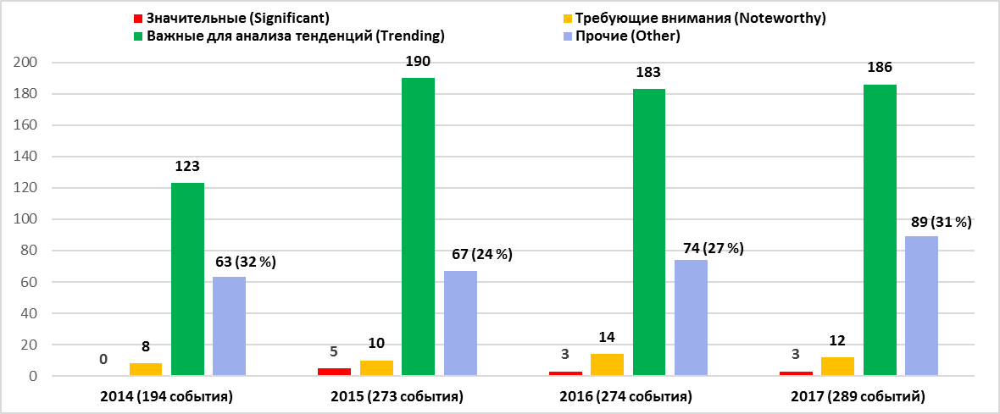 Значительные (Significant)
Требующие внимания (Noteworthy)
Важные для анализа тенденций (Trending)
Прочие (Other)
200
180
160
140
120
100
80
60
40
20
0
0
8
123
63 (32 %)
5
10
190
67 (24 %)
3
14
183
74 (27 %)
3
12
186
89 (31 %)
2014 (194 события)
2015 (273 события)
2016 (274 события)
2017 (289 событий)